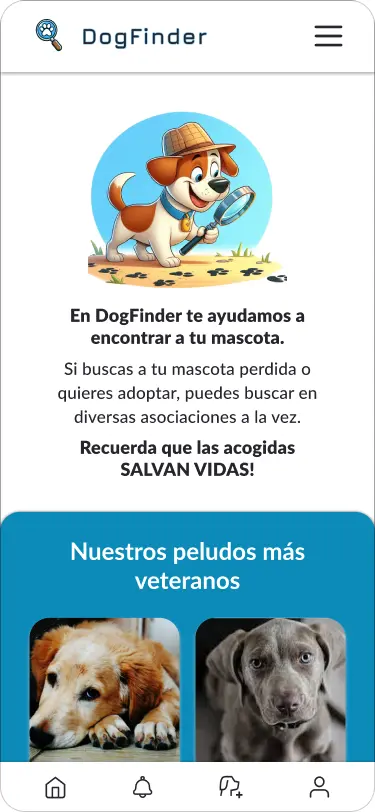 DogFinder
En DogFinder te ayudamos a
encontrar a tu mascota.
Si buscas a tu mascota perdida o
quieres adoptar, puedes buscar en
diversas asociaciones a la vez.
Recuerda que las acogidas
SALVAN VIDAS!
Nuestros peludos más
veteranos